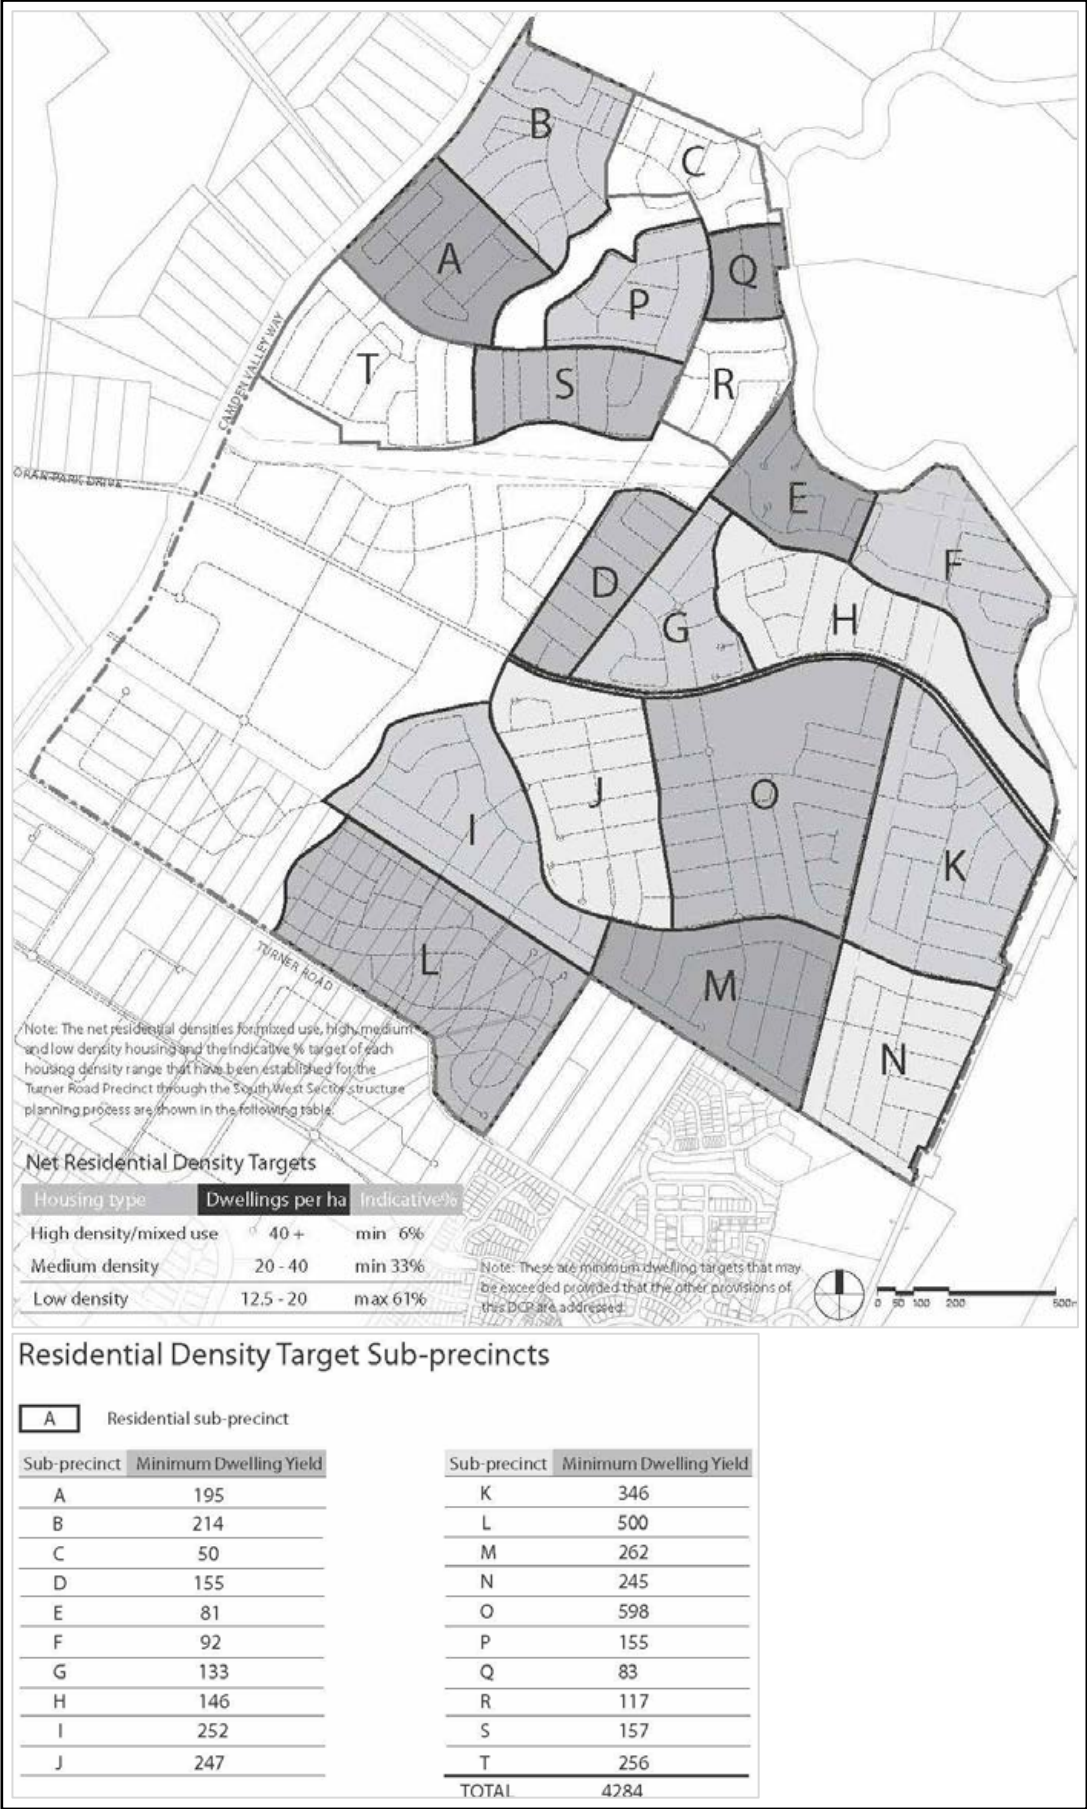 B
C
A
Q
P
T
S
R
CAMDEN VALLEY WAY
ORAN PARK DRIVE
E
F
D
H
G
J
O
I
K
L
TURNER ROAD
M
N
Note: The net residential densities for mixed use, high, medium
and low density housing and the indicative % target of each
housing density range that have been established for the
Turner Road Precinct through the South West Sector structure
planning process are shown in the following table.
Net Residential Density Targets
Housing type Dwellings per ha Indicative%
High density/mixed use 40 + min 6%
Medium density 20 - 40 min 33%
Low density 12.5 - 20 max 61%
Note: These are minimum dwelling targets that may
be exceeded provided that the other provisions of
this DCP are addressed.
0 50 100 200 500m
Residential Density Target Sub-precincts
A Residential sub-precinct
Sub-precinct Minimum Dwelling Yield
A 195
B 214
C 50
D 155
E 81
F 92
G 133
H 146
I 252
J 247
Sub-precinct Minimum Dwelling Yield
K 346
L 500
M 262
N 245
O 598
P 155
Q 83
R 117
S 157
T 256
TOTAL 4284